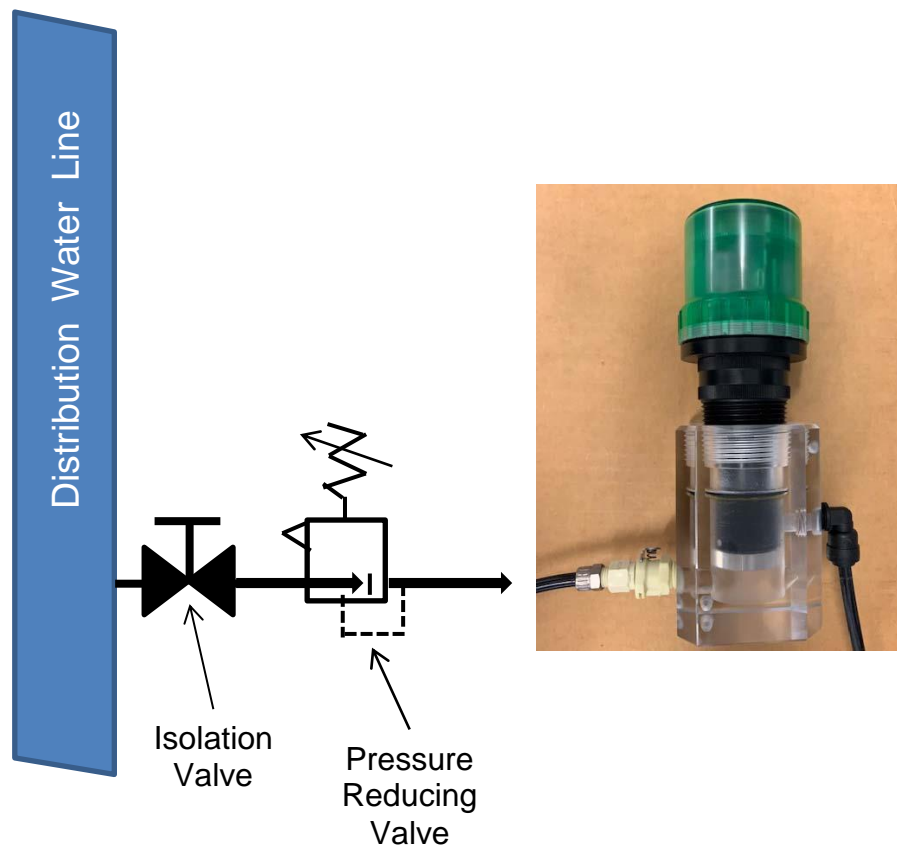 Distribution Water Line
Isolation
Valve
Pressure
Reducing
Valve